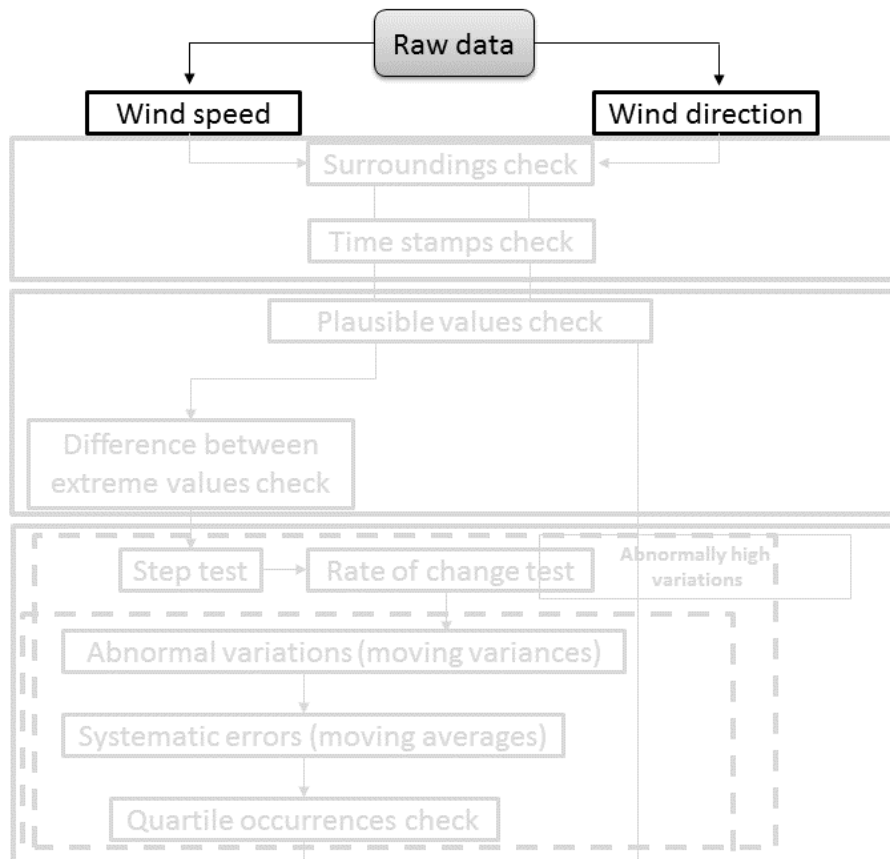 Raw data
Wind speed
Wind direction
Surroundings check
Time stamps check
Plausible values check
Difference between
extreme values check
Step test
Rate of change test
Abnormally high
variations
Abnormal variations (moving variances)
Systematic errors (moving averages)
Quartile occurrences check